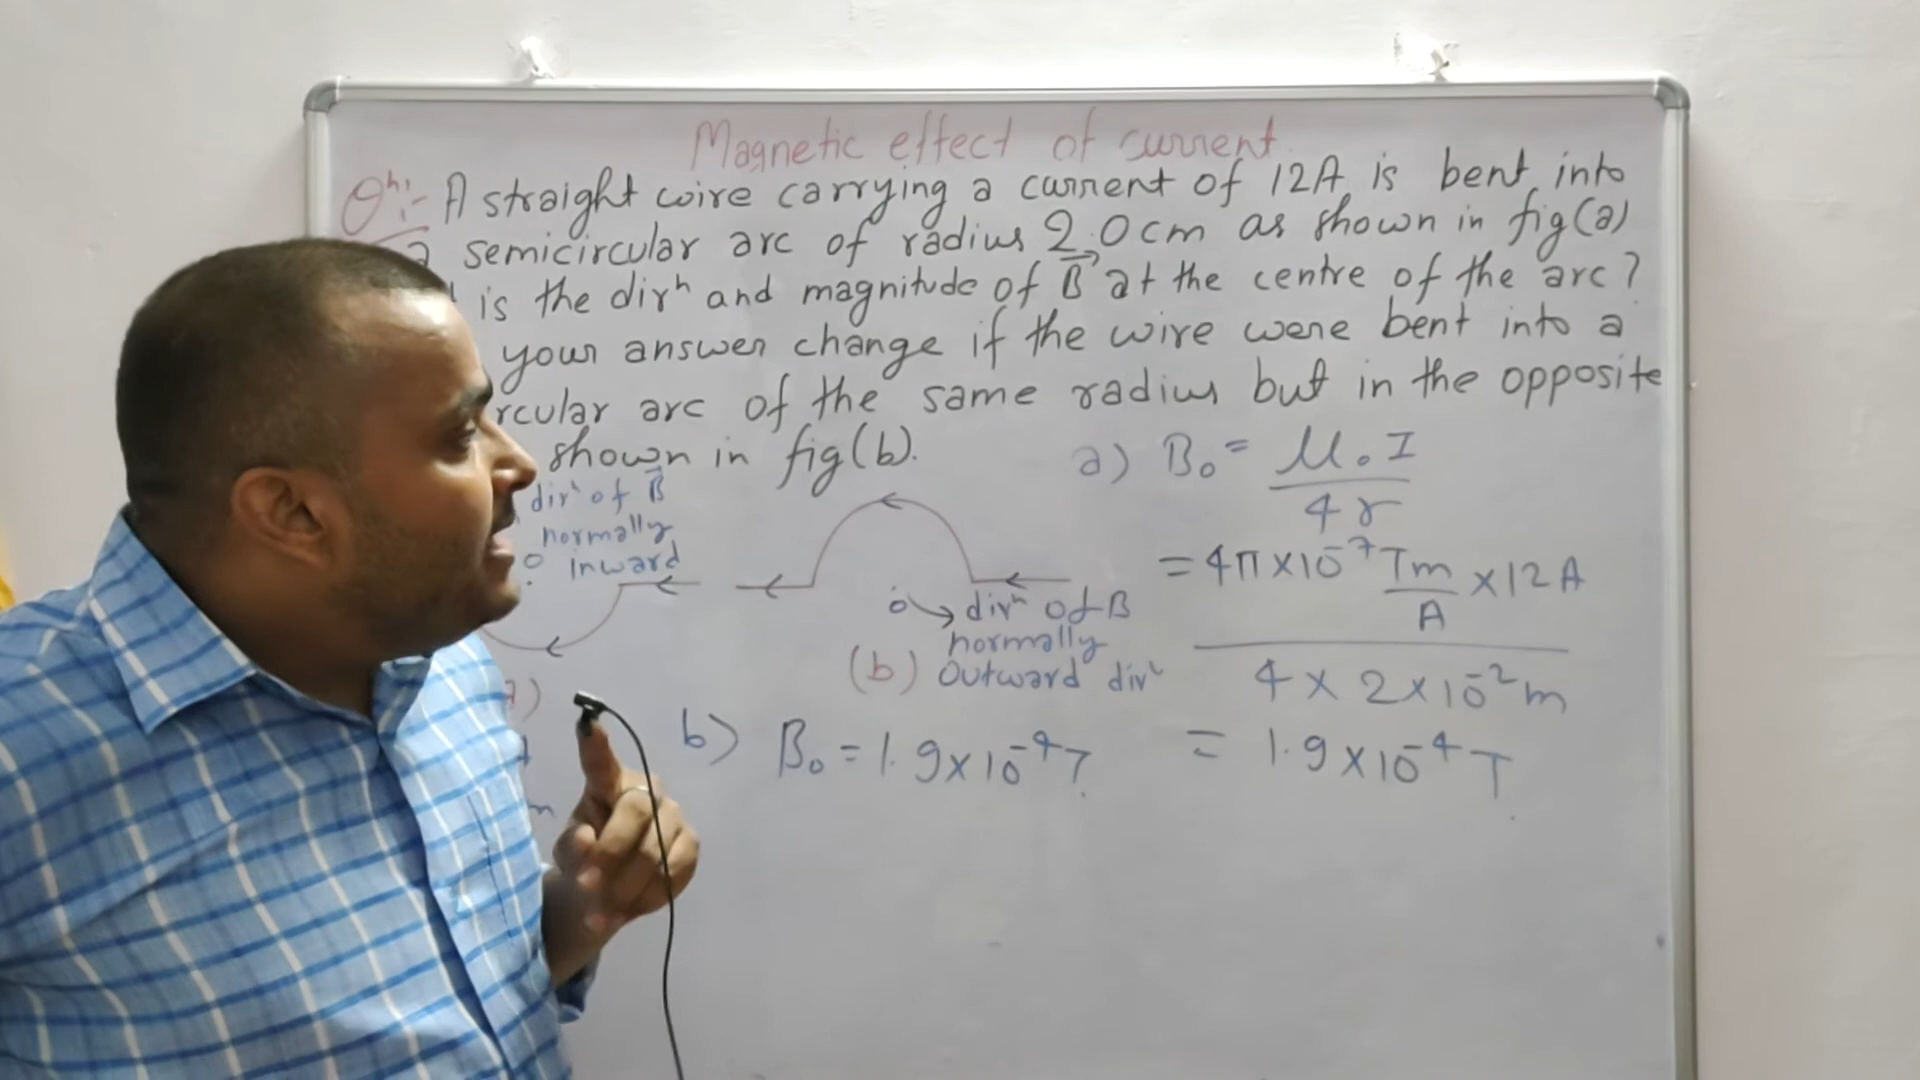 Magnetic effect of current.
Qⁿ:- A straight wire carrying a current of 12A is bent into
a semicircular arc of radius 2.0cm as shown in fig(a)
is the dirⁿ and magnitude of B⃗ at the centre of the arc?
your answer change if the wire were bent into a
rcular arc of the same radius but in the opposite
shown in fig(b).
dirⁿ of B⃗
normally
inward
o
o → dirⁿ of B
normally
(b) outward dirⁿ
a) B₀ = μ₀I
4r
= 4π×10⁻⁷ Tm/A ×12A
4 × 2×10⁻²m
= 1.9×10⁻⁴ T
b) B₀ = 1.9×10⁻⁴T